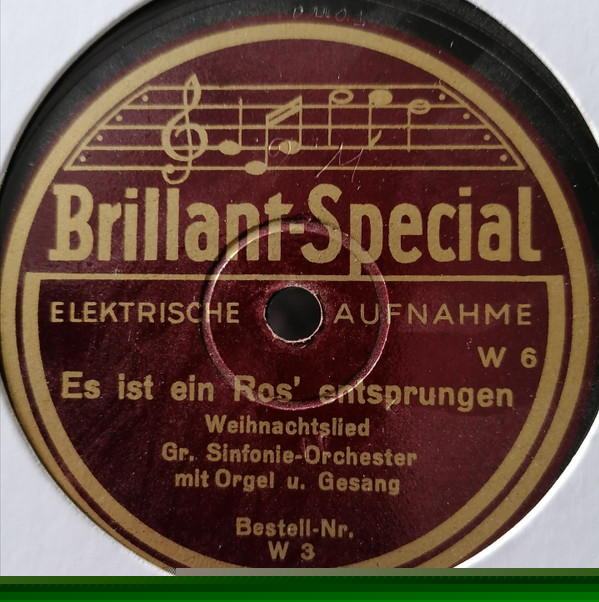 Brillant-Special
ELEKTRISCHE AUFNAHME
W 6
Es ist ein Ros' entsprungen
Weihnachtslied
Gr. Sinfonie-Orchester
mit Orgel u. Gesang
Bestell-Nr.
W 3